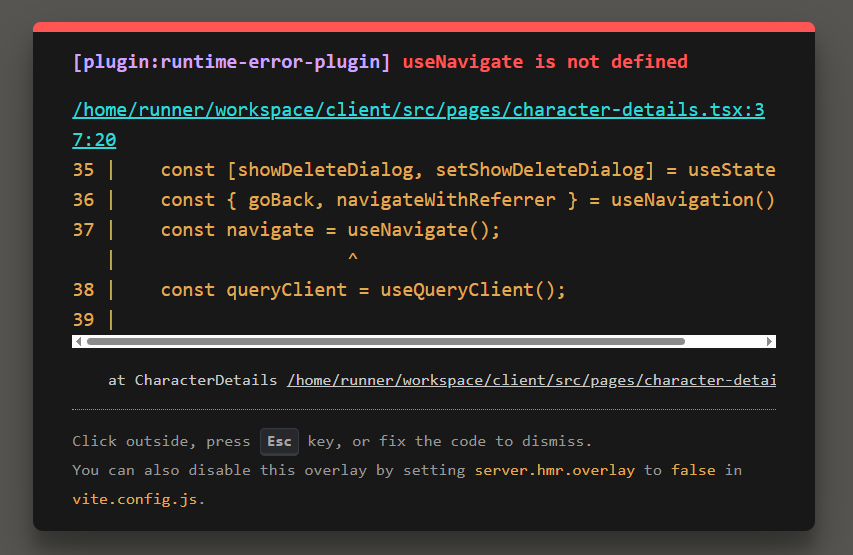 [plugin:runtime-error-plugin] useNavigate is not defined
/home/runner/workspace/client/src/pages/character-details.tsx:3
7:20
35 |    const [showDeleteDialog, setShowDeleteDialog] = useState
36 |    const { goBack, navigateWithReferrer } = useNavigation()
37 |    const navigate = useNavigate();
   |                     ^
38 |    const queryClient = useQueryClient();
39 |
at CharacterDetails /home/runner/workspace/client/src/pages/character-detai
Click outside, press Esc key, or fix the code to dismiss.
You can also disable this overlay by setting server.hmr.overlay to false in
vite.config.js.